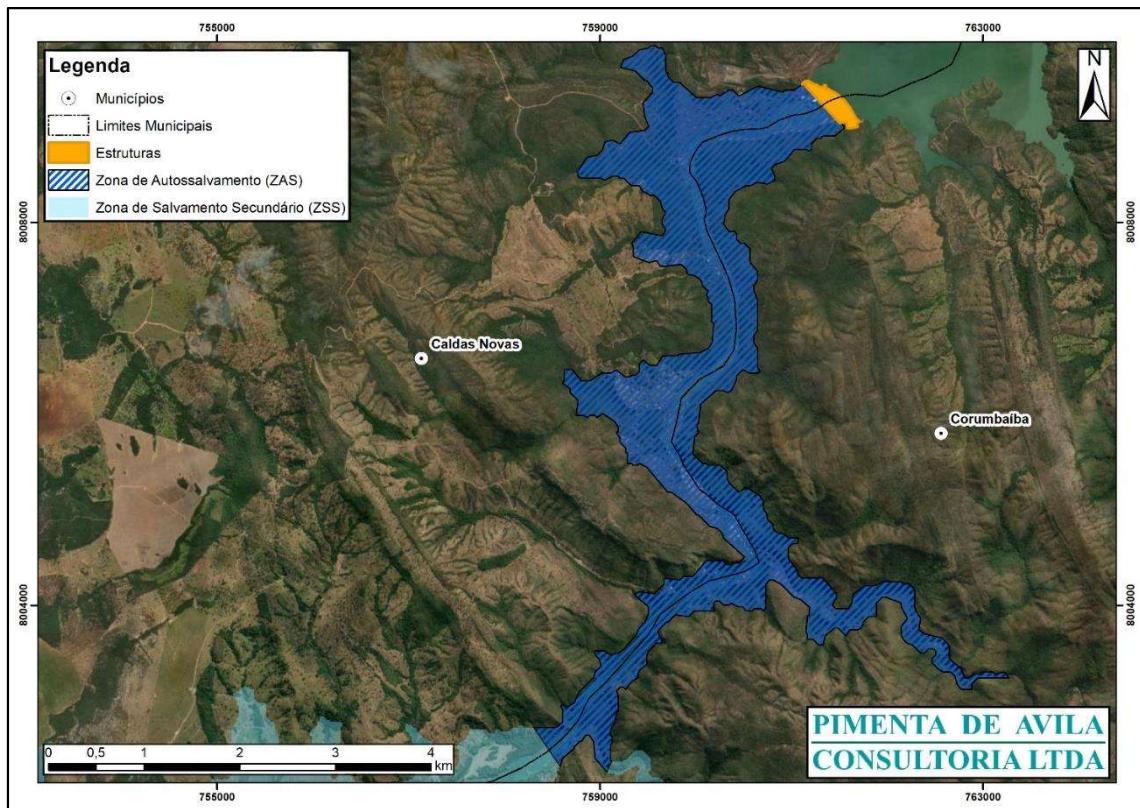 755000
759000
763000
Legenda
Municípios
Limites Municipais
Estruturas
Zona de Autossalvamento (ZAS)
Zona de Salvamento Secundário (ZSS)
N
8008000
8008000
Caldas Novas
Corumbaíba
8004000
8004000
0 0,5 1 2 3 4
km
PIMENTA DE AVILA
CONSULTORIA LTDA
755000
759000
763000